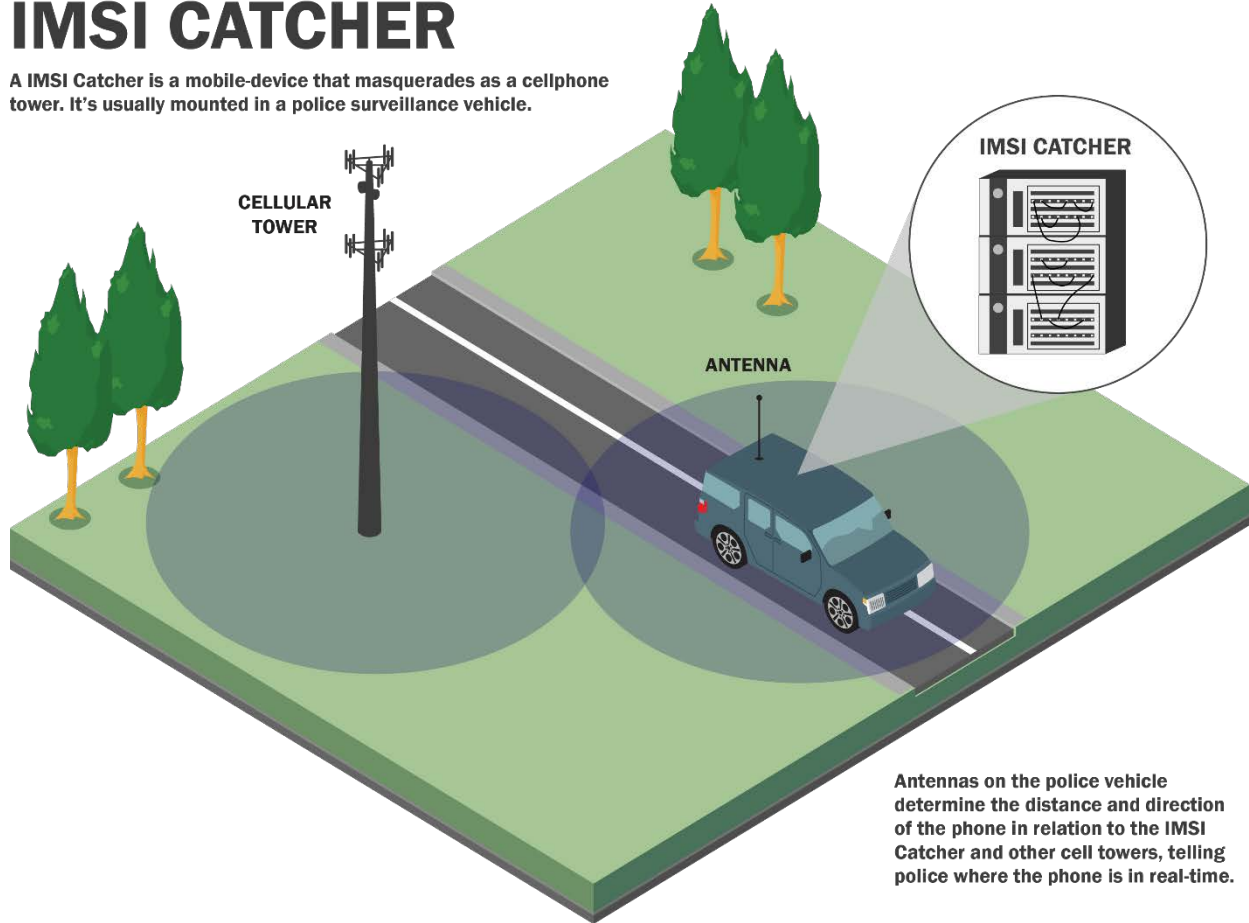 IMSI CATCHER
A IMSI Catcher is a mobile-device that masquerades as a cellphone
tower. It's usually mounted in a police surveillance vehicle.
CELLULAR
TOWER
IMSI CATCHER
ANTENNA
Antennas on the police vehicle
determine the distance and direction
of the phone in relation to the IMSI
Catcher and other cell towers, telling
police where the phone is in real-time.